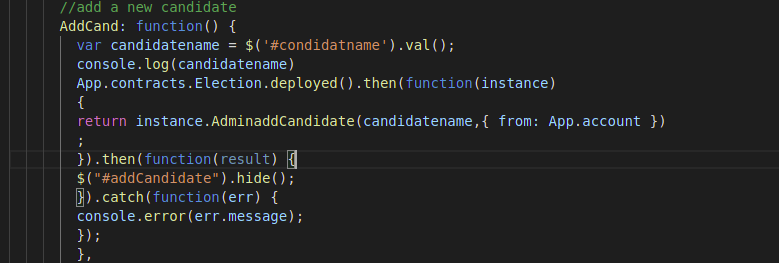 //add a new candidate
AddCand: function() {
var candidatename = $('#condidatname').val();
console.log(candidatename)
App.contracts.Election.deployed().then(function(instance)
{
return instance.AdminaddCandidate(candidatename,{ from: App.account })
;
}).then(function(result) {
$("#addCandidate").hide();
}).catch(function(err) {
console.error(err.message);
});
},